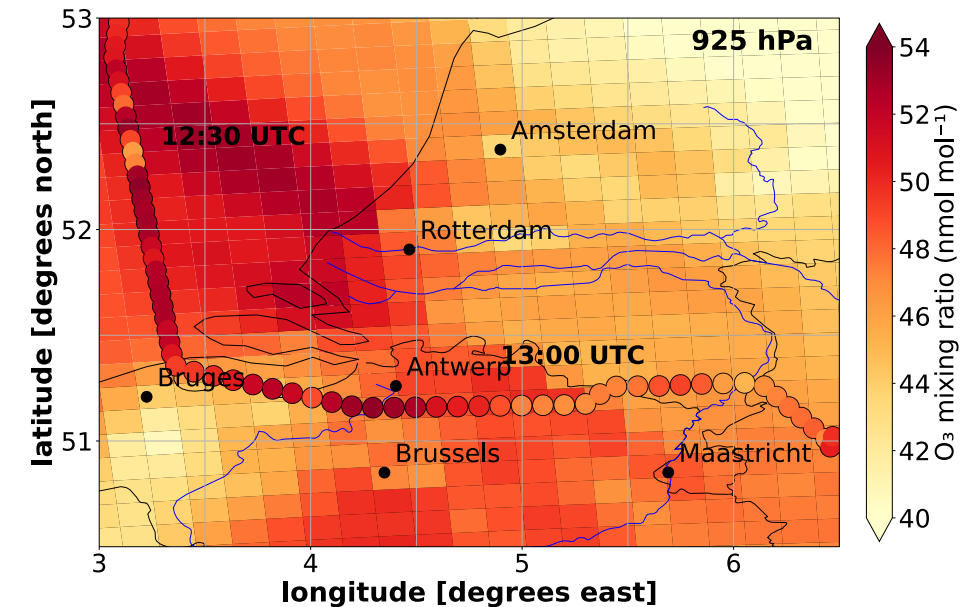 53
52
51
3
4
5
6
latitude [degrees north]
longitude [degrees east]
925 hPa
12:30 UTC
Amsterdam
Rotterdam
13:00 UTC
Antwerp
Bruges
Brussels
Maastricht
54
52
50
48
46
44
42
40
O₃ mixing ratio (nmol mol⁻¹)